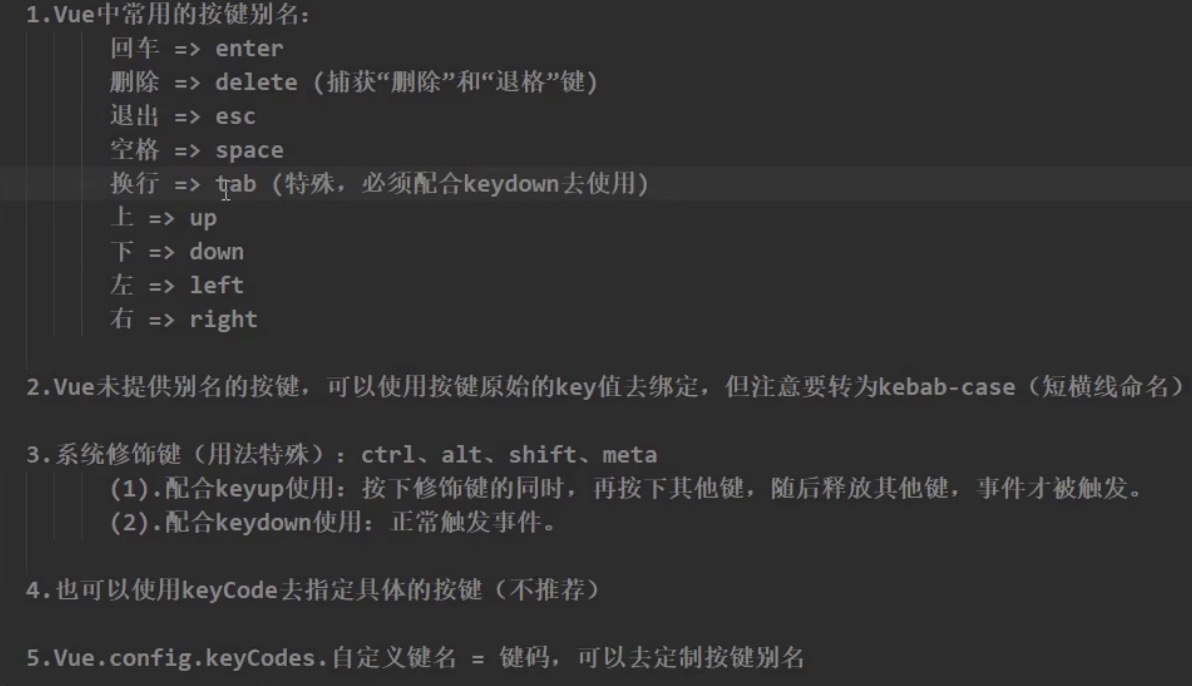 1.Vue中常用的按键别名:
回车 => enter
删除 => delete (捕获“删除”和“退格”键)
退出 => esc
空格 => space
换行 => tab (特殊，必须配合keydown去使用)
上 => up
下 => down
左 => left
右 => right
2.Vue未提供别名的按键，可以使用按键原始的key值去绑定，但注意要转为kebab-case（短横线命名）
3.系统修饰键（用法特殊）：ctrl、alt、shift、meta
(1).配合keyup使用：按下修饰键的同时，再按下其他键，随后释放其他键，事件才被触发。
(2).配合keydown使用：正常触发事件。
4.也可以使用keyCode去指定具体的按键（不推荐）
5.Vue.config.keyCodes.自定义键名 = 键码，可以去定制按键别名